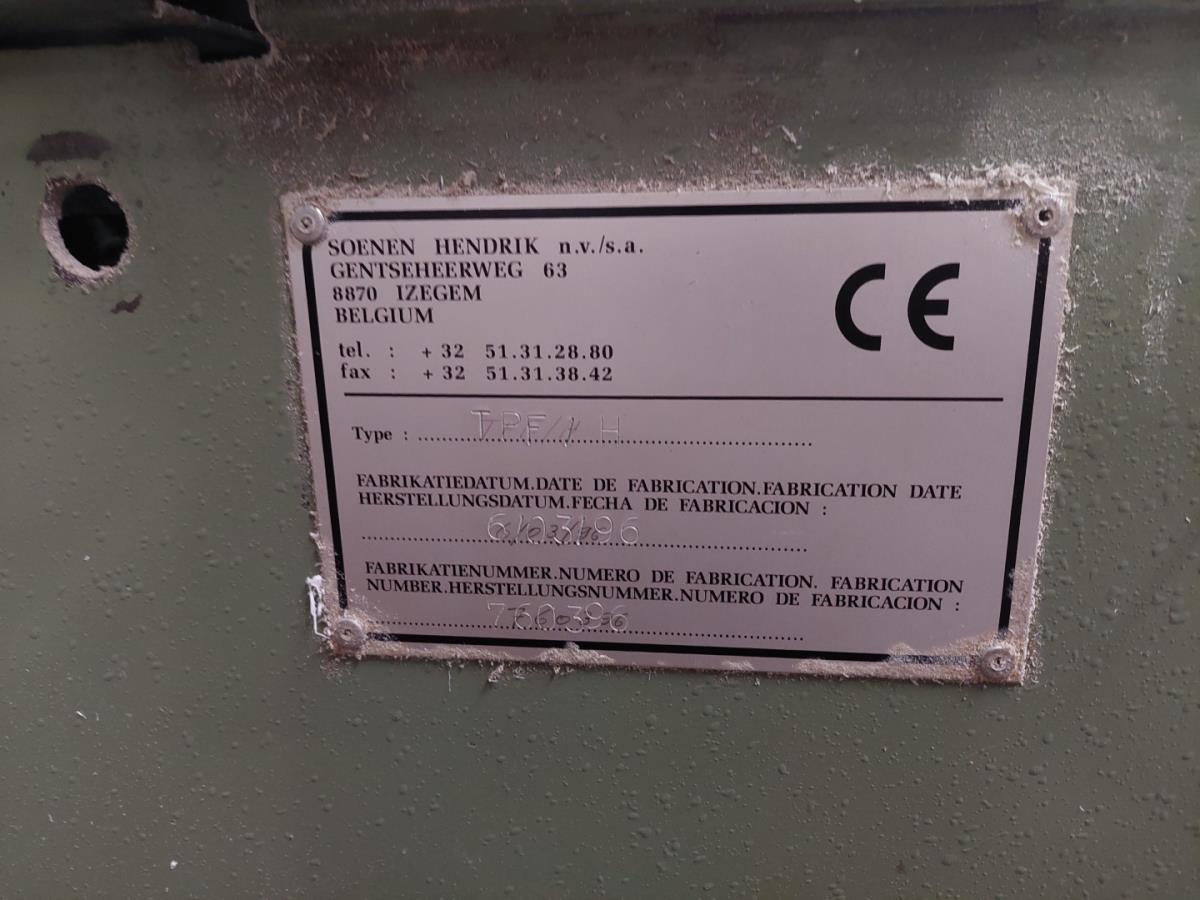 SOENEN HENDRIK n.v./s.a.
GENTSEHEERWEG 63
8870 IZEGEM
BELGIUM
CE
tel. : + 32 51.31.28.80
fax : + 32 51.31.38.42
Type : H
FABRIKATIEDATUM.DATE DE FABRICATION.FABRICATION DATE
HERSTELLUNGSDATUM.FECHA DE FABRICACION :
FABRIKATIENUMMER.NUMERO DE FABRICATION. FABRICATION
NUMBER.HERSTELLUNGSNUMMER.NUMERO DE FABRICACION :
760396